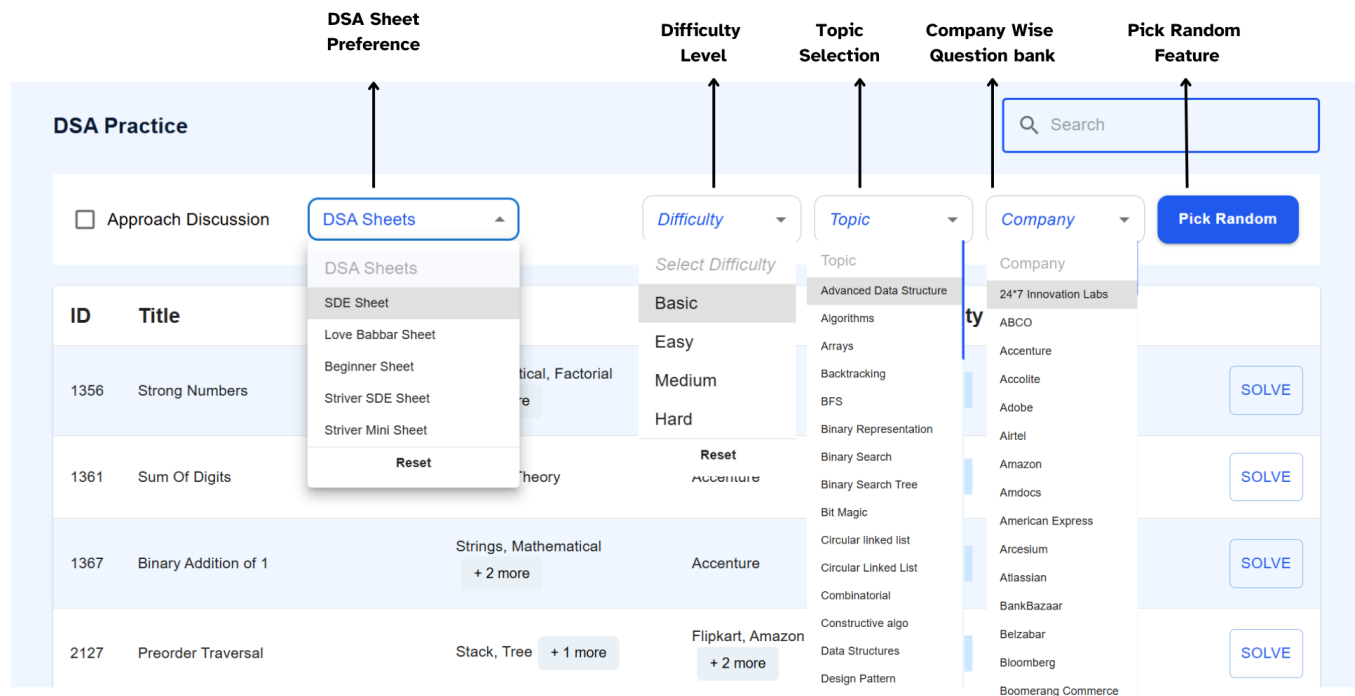 DSA Sheet
Preference
Difficulty
Level
Topic
Selection
Company Wise
Question bank
Pick Random
Feature
DSA Practice
Search
Approach Discussion
DSA Sheets
Difficulty
Topic
Company
Pick Random
DSA Sheets
SDE Sheet
Love Babbar Sheet
Beginner Sheet
Striver SDE Sheet
Striver Mini Sheet
Reset
Select Difficulty
Basic
Easy
Medium
Hard
Reset
Topic
Advanced Data Structure
Algorithms
Arrays
Backtracking
BFS
Binary Representation
Binary Search
Binary Search Tree
Bit Magic
Circular linked list
Circular Linked List
Combinatorial
Constructive algo
Data Structures
Design Pattern
Company
24*7 Innovation Labs
ABCO
Accenture
Accolite
Adobe
Airtel
Amazon
Amdocs
American Express
Arcesium
Atlassian
BankBazaar
Belzabar
Bloomberg
Boomerang Commerce
ID Title ty
1356 Strong Numbers tical, Factorial SOLVE
re
1361 Sum Of Digits heory Accenture SOLVE
1367 Binary Addition of 1 Strings, Mathematical Accenture SOLVE
+ 2 more
2127 Preorder Traversal Stack, Tree + 1 more Flipkart, Amazon SOLVE
+ 2 more